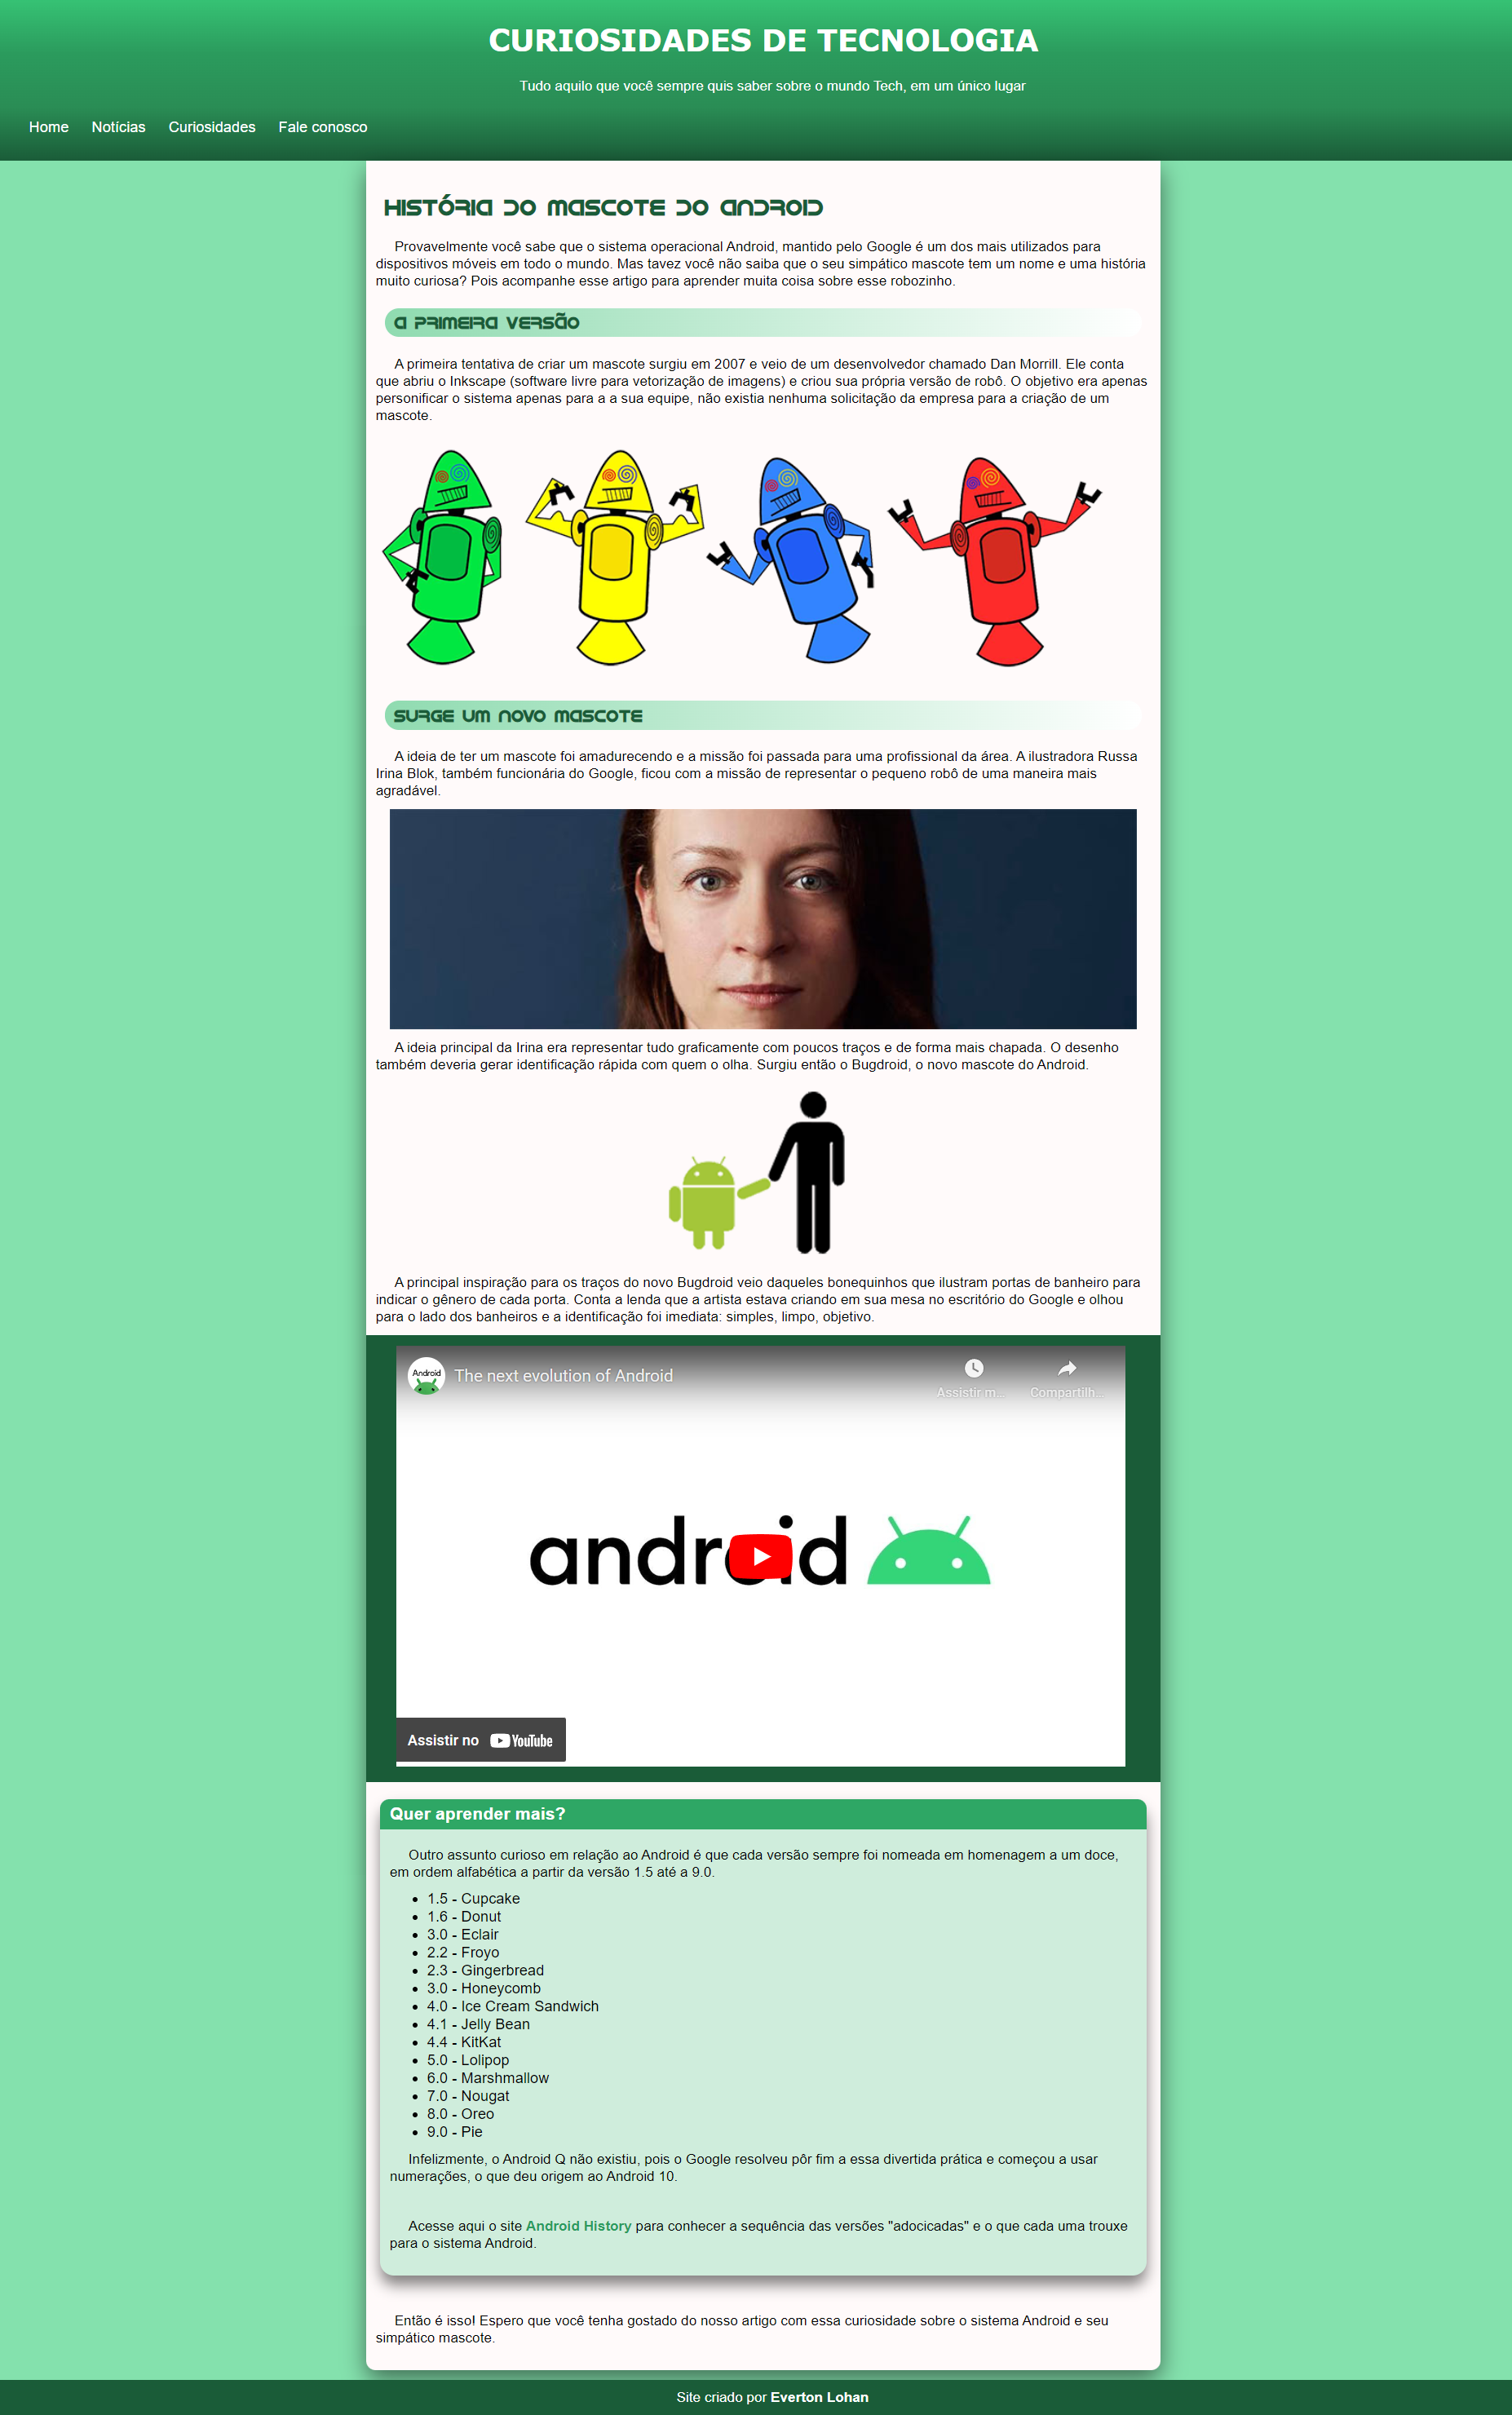 CURIOSIDADES DE TECNOLOGIA
Tudo aquilo que você sempre quis saber sobre o mundo Tech, em um único lugar
Home Notícias Curiosidades Fale conosco
HISTÓRIA DO MASCOTE DO ANDROID
Provavelmente você sabe que o sistema operacional Android, mantido pelo Google é um dos mais utilizados para
dispositivos móveis em todo o mundo. Mas tavez você não saiba que o seu simpático mascote tem um nome e uma história
muito curiosa? Pois acompanhe esse artigo para aprender muita coisa sobre esse robozinho.
A PRIMEIRA VERSÃO
A primeira tentativa de criar um mascote surgiu em 2007 e veio de um desenvolvedor chamado Dan Morrill. Ele conta
que abriu o Inkscape (software livre para vetorização de imagens) e criou sua própria versão de robô. O objetivo era apenas
personificar o sistema apenas para a a sua equipe, não existia nenhuma solicitação da empresa para a criação de um
mascote.
SURGE UM NOVO MASCOTE
A ideia de ter um mascote foi amadurecendo e a missão foi passada para uma profissional da área. A ilustradora Russa
Irina Blok, também funcionária do Google, ficou com a missão de representar o pequeno robô de uma maneira mais
agradável.
A ideia principal da Irina era representar tudo graficamente com poucos traços e de forma mais chapada. O desenho
também deveria gerar identificação rápida com quem o olha. Surgiu então o Bugdroid, o novo mascote do Android.
A principal inspiração para os traços do novo Bugdroid veio daqueles bonequinhos que ilustram portas de banheiro para
indicar o gênero de cada porta. Conta a lenda que a artista estava criando em sua mesa no escritório do Google e olhou
para o lado dos banheiros e a identificação foi imediata: simples, limpo, objetivo.
Android
The next evolution of Android
Assistir m...
Compartilh...
android
Assistir no YouTube
Quer aprender mais?
Outro assunto curioso em relação ao Android é que cada versão sempre foi nomeada em homenagem a um doce,
em ordem alfabética a partir da versão 1.5 até a 9.0.
• 1.5 - Cupcake
• 1.6 - Donut
• 3.0 - Eclair
• 2.2 - Froyo
• 2.3 - Gingerbread
• 3.0 - Honeycomb
• 4.0 - Ice Cream Sandwich
• 4.1 - Jelly Bean
• 4.4 - KitKat
• 5.0 - Lolipop
• 6.0 - Marshmallow
• 7.0 - Nougat
• 8.0 - Oreo
• 9.0 - Pie
Infelizmente, o Android Q não existiu, pois o Google resolveu pôr fim a essa divertida prática e começou a usar
numerações, o que deu origem ao Android 10.
Acesse aqui o site Android History para conhecer a sequência das versões "adocicadas" e o que cada uma trouxe
para o sistema Android.
Então é isso! Espero que você tenha gostado do nosso artigo com essa curiosidade sobre o sistema Android e seu
simpático mascote.
Site criado por Everton Lohan